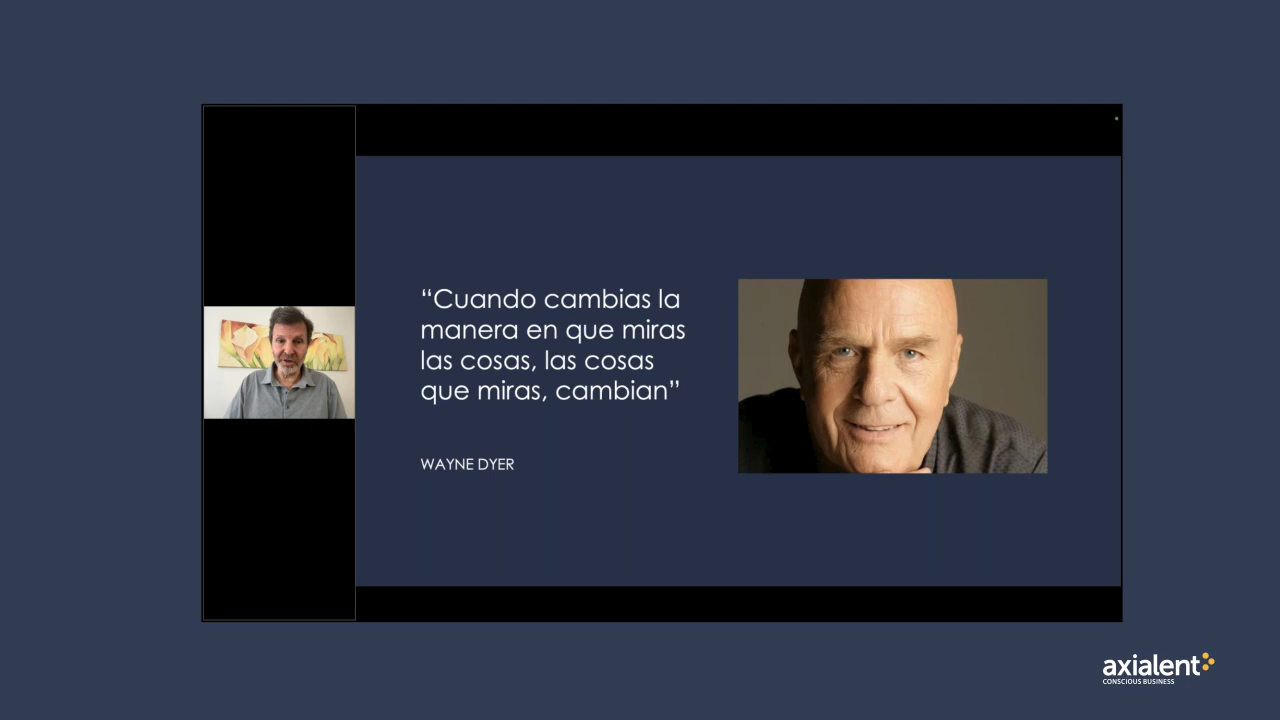 “Cuando cambias la
manera en que miras
las cosas, las cosas
que miras, cambian”
WAYNE DYER
axialent
CONSCIOUS BUSINESS